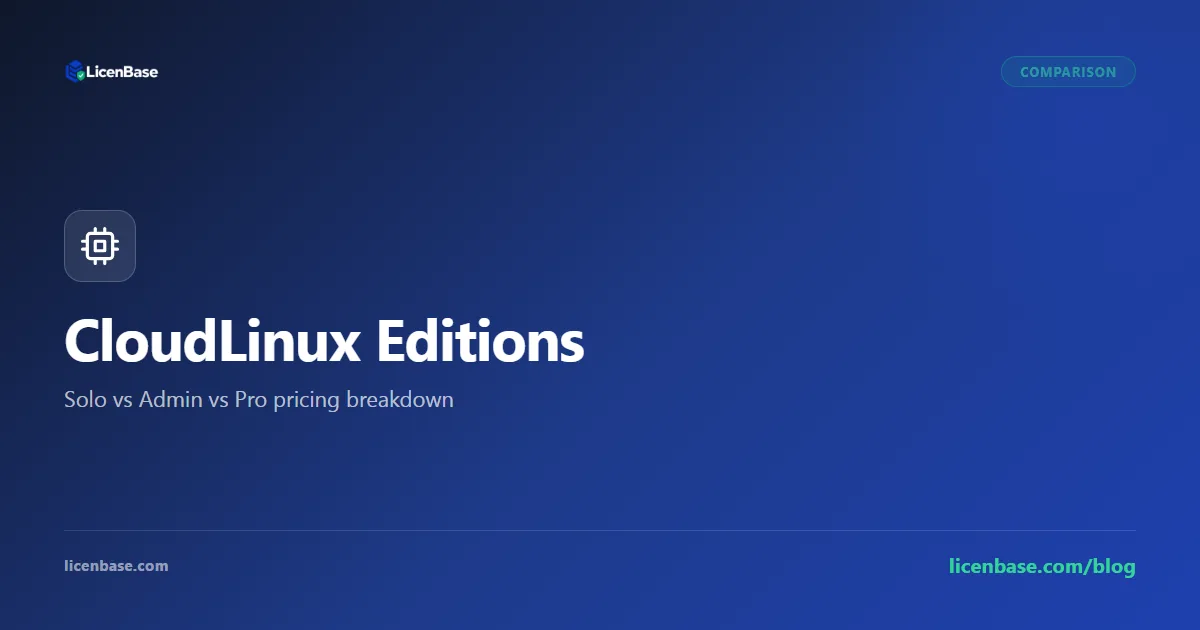 LicenBase
COMPARISON
CloudLinux Editions
Solo vs Admin vs Pro pricing breakdown
licenbase.com
licenbase.com/blog